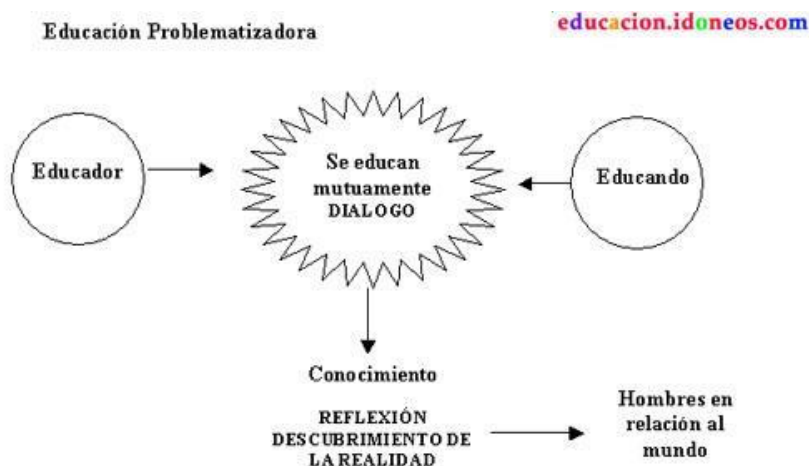 Educación Problematizadora
educacion.idoneos.com
Educador
Se educan
mutuamente
DIALOGO
Educando
Conocimiento
REFLEXIÓN
DESCUBRIMIENTO DE
LA REALIDAD
Hombres en
relación al
mundo